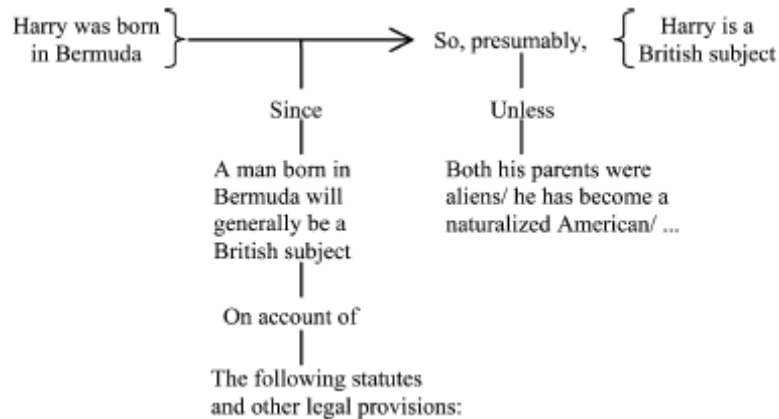 Harry was born
in Bermuda
So, presumably,
Harry is a
British subject
Since
Unless
A man born in
Bermuda will
generally be a
British subject
Both his parents were
aliens/ he has become a
naturalized American/ ...
On account of
The following statutes
and other legal provisions: